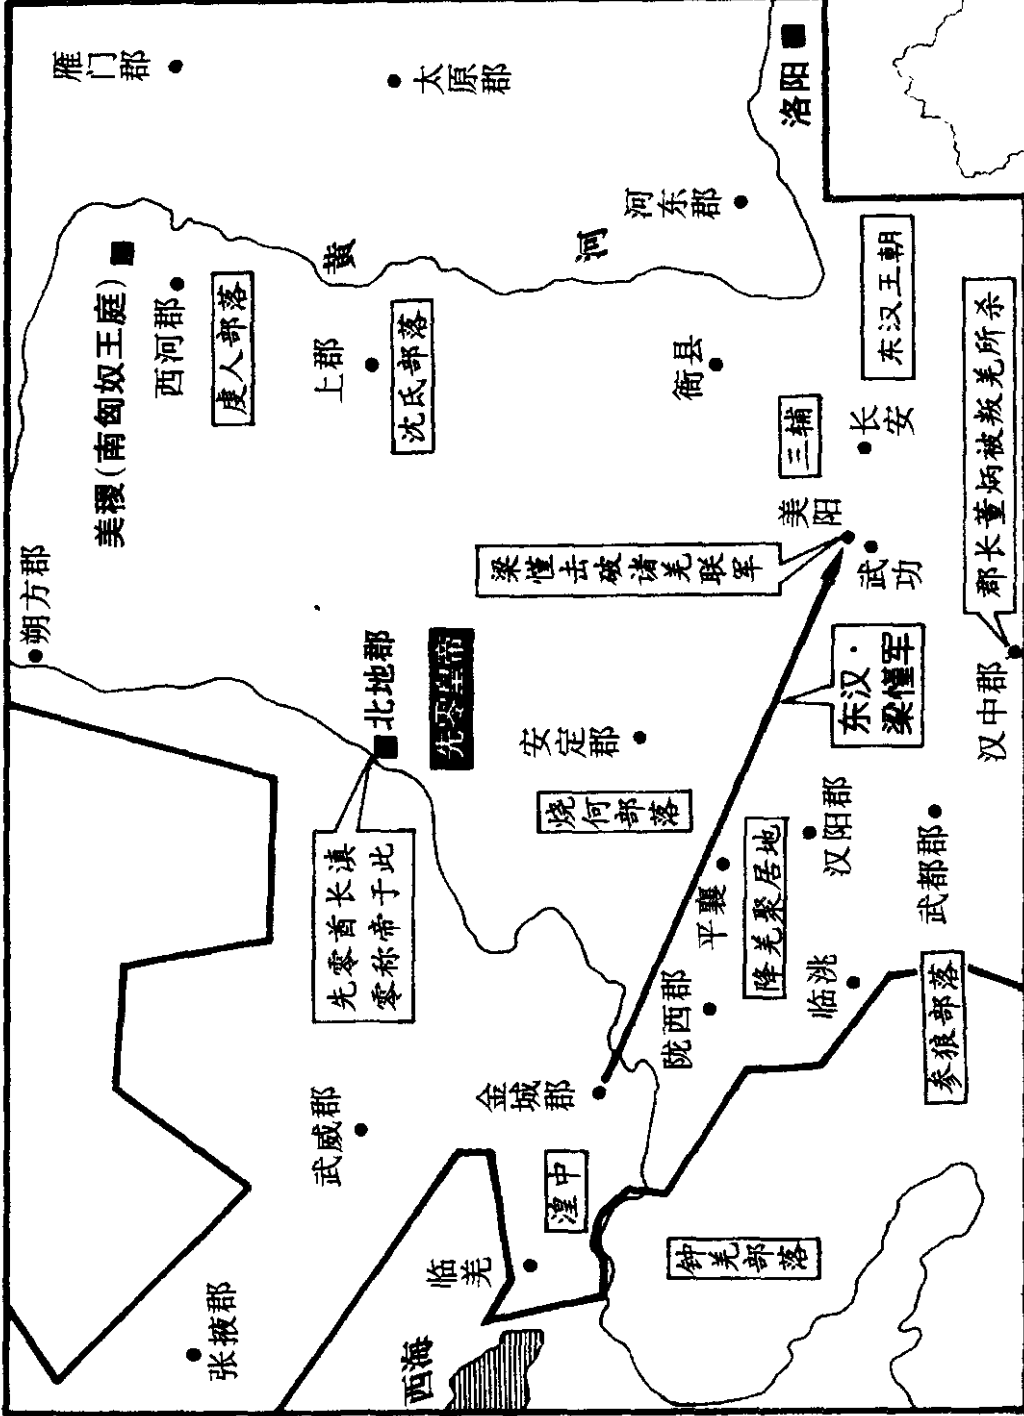 朔方郡
雁门郡
美稷(南匈奴王庭)
西河郡
张掖郡
虔人部落
武威郡
上郡
先零酋长滇
零称帝于此
北地郡
黄
河
西海
沈氐部落
太原郡
临羌
金城郡
湟中
安定郡
烧何部落
梁慬击破诸羌联军
河东郡
衙县
钟羌部落
陇西郡
平襄
降羌聚居地
三辅
美阳
洛阳
临洮
汉阳郡
东汉·
梁慬军
武功
长安
东汉王朝
参狼部落
武都郡
汉中郡
郡长董炳被叛羌所杀